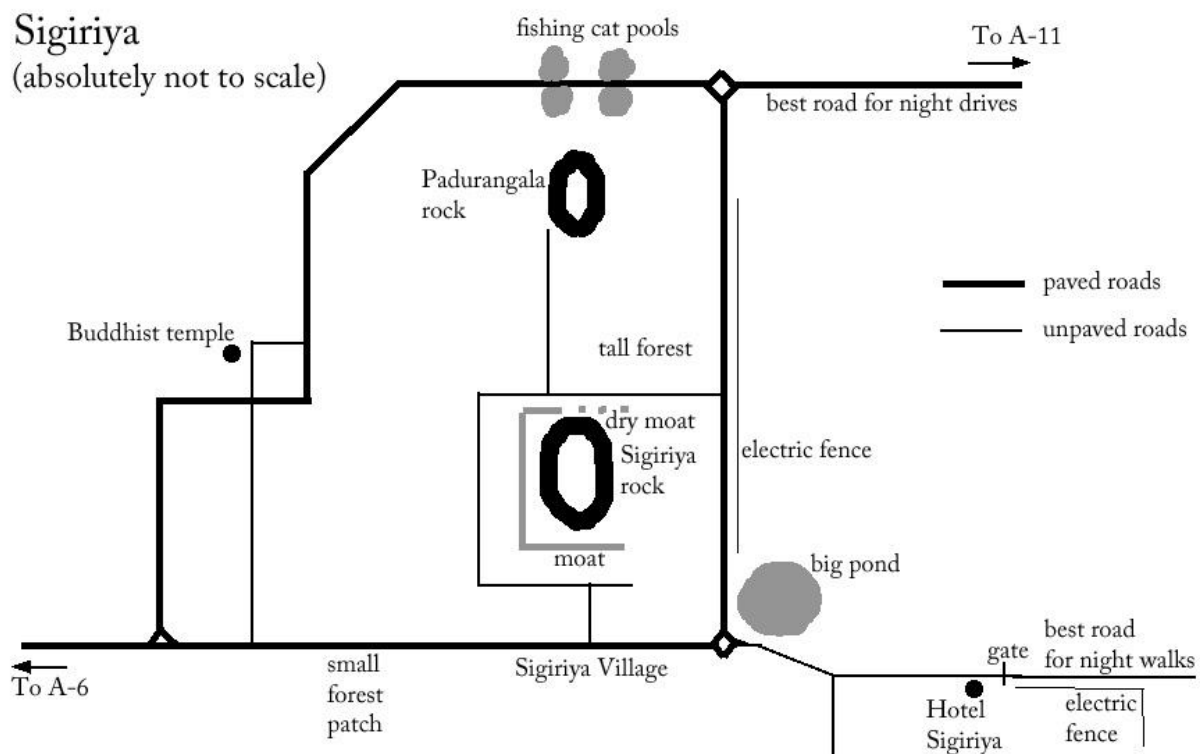 Sigiriya
(absolutely not to scale)
fishing cat pools
To A-11
best road for night drives
Padurangala
rock
paved roads
unpaved roads
Buddhist temple
tall forest
dry moat
Sigiriya
rock
electric fence
moat
big pond
To A-6
small
forest
patch
Sigiriya Village
gate
best road
for night walks
Hotel
Sigiriya
electric
fence